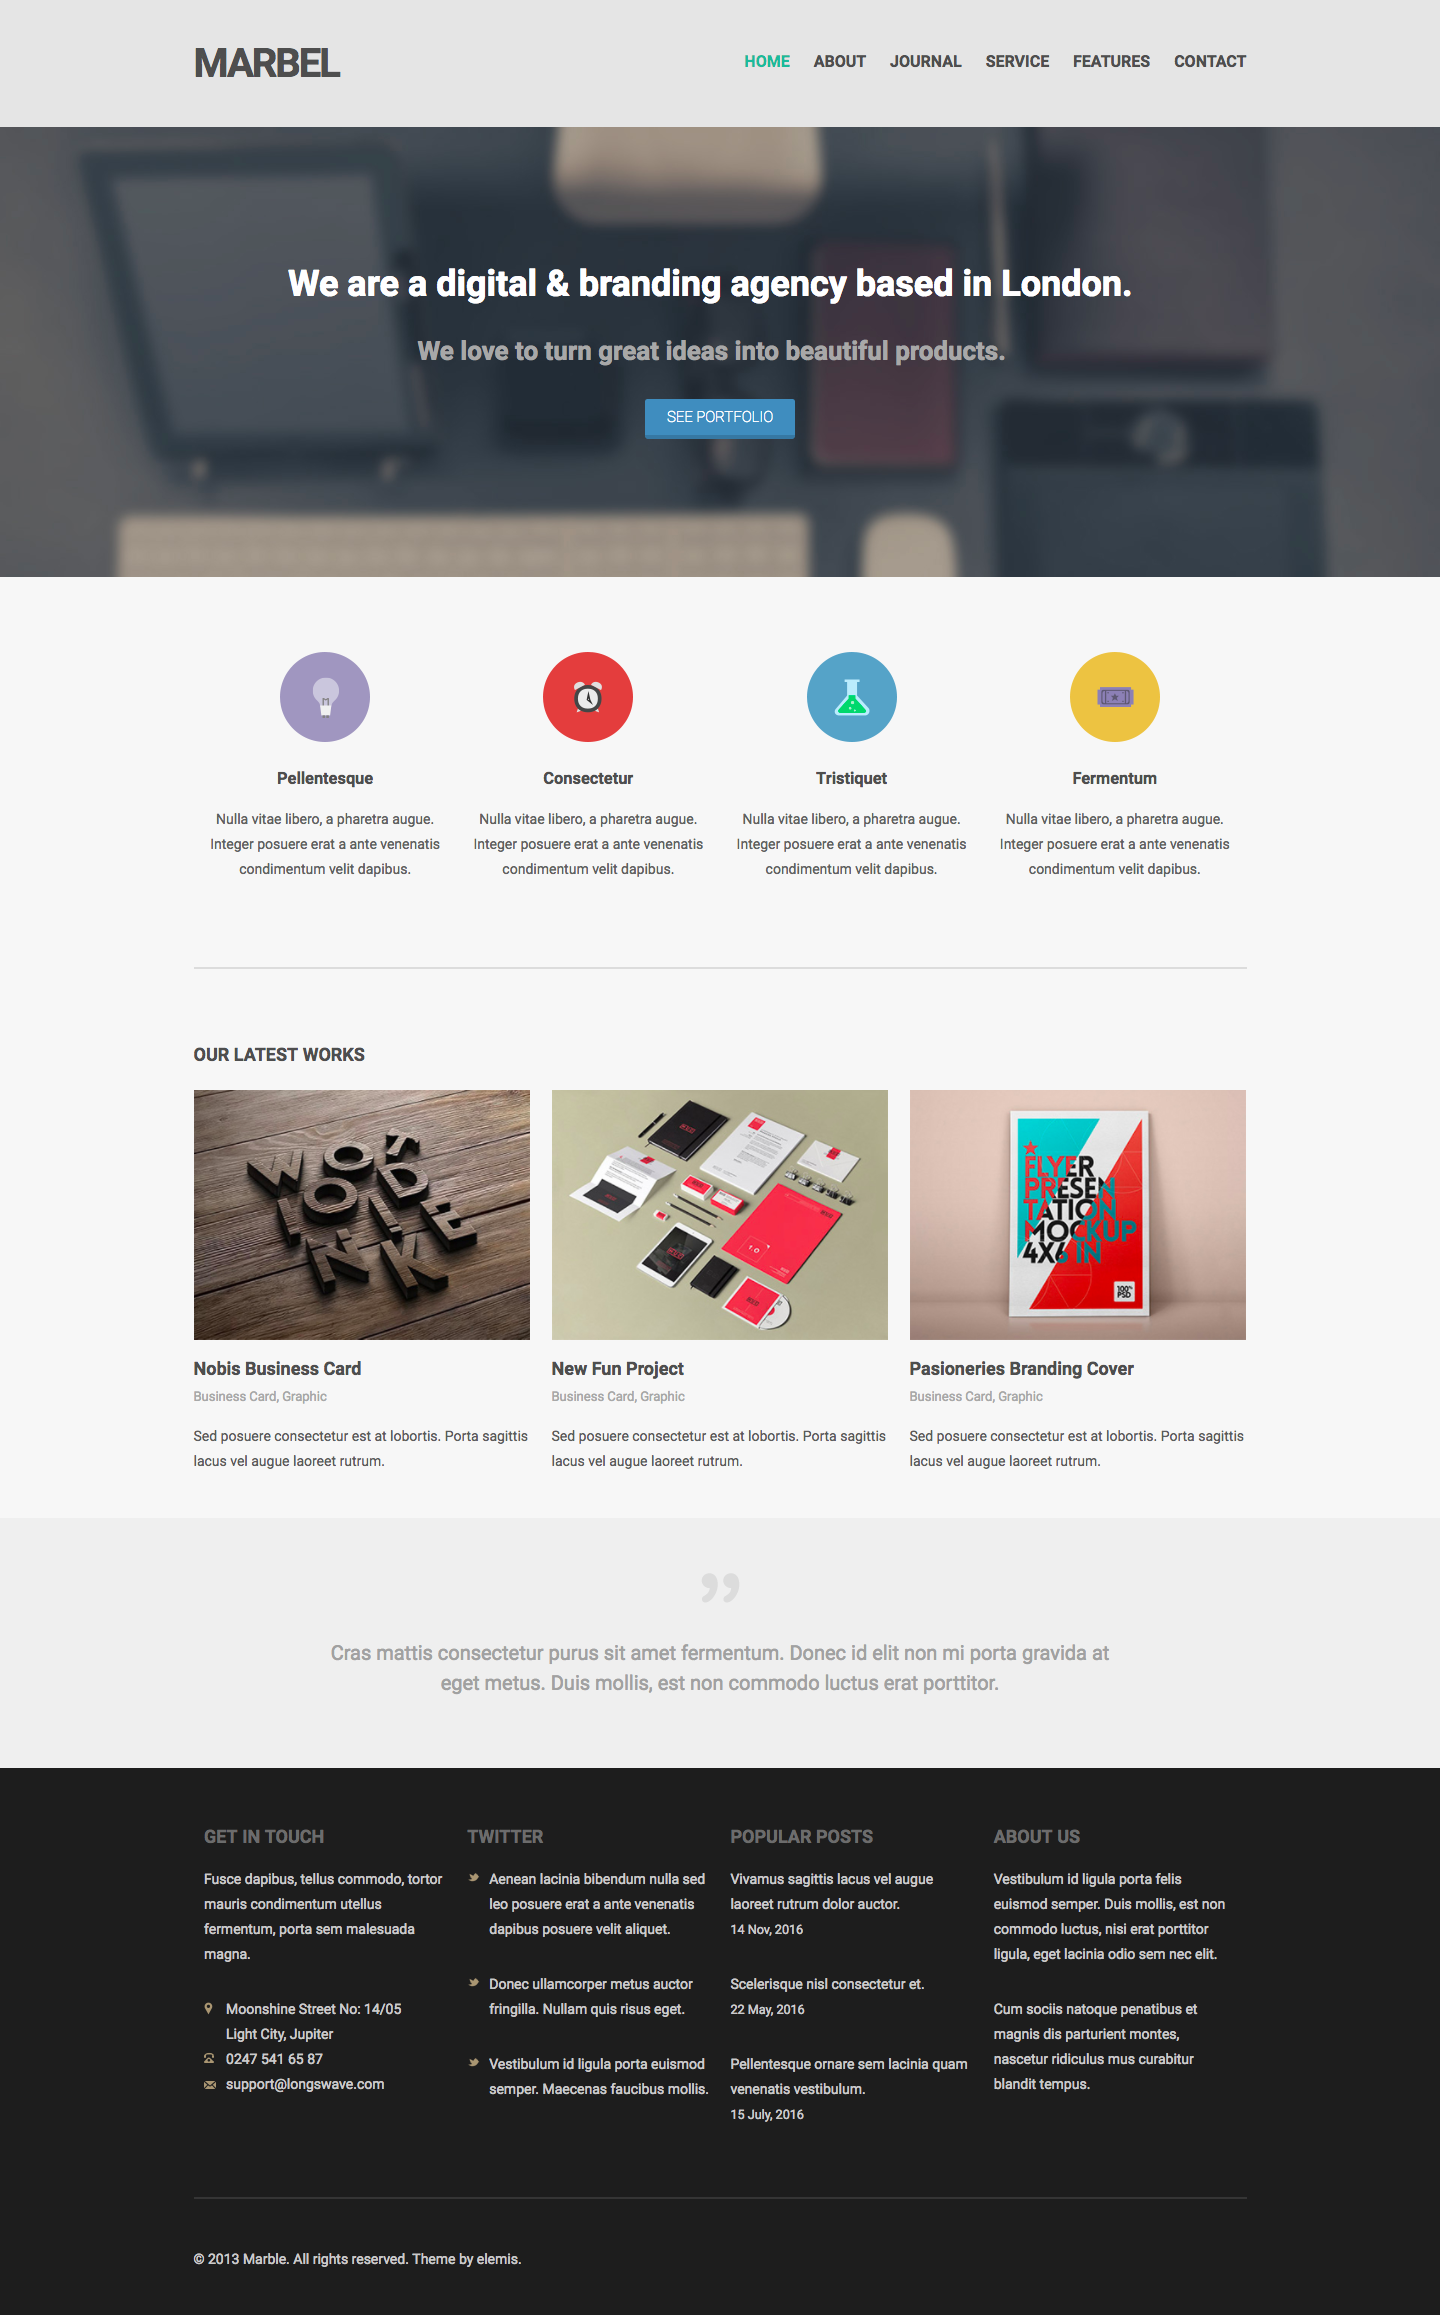 MARBEL
HOME ABOUT JOURNAL SERVICE FEATURES CONTACT
We are a digital & branding agency based in London.
We love to turn great ideas into beautiful products.
SEE PORTFOLIO
Pellentesque
Nulla vitae libero, a pharetra augue.
Integer posuere erat a ante venenatis
condimentum velit dapibus.
Consectetur
Nulla vitae libero, a pharetra augue.
Integer posuere erat a ante venenatis
condimentum velit dapibus.
Tristiquet
Nulla vitae libero, a pharetra augue.
Integer posuere erat a ante venenatis
condimentum velit dapibus.
Fermentum
Nulla vitae libero, a pharetra augue.
Integer posuere erat a ante venenatis
condimentum velit dapibus.
OUR LATEST WORKS
Nobis Business Card
Business Card, Graphic
Sed posuere consectetur est at lobortis. Porta sagittis
lacus vel augue laoreet rutrum.
1.0
New Fun Project
Business Card, Graphic
Sed posuere consectetur est at lobortis. Porta sagittis
lacus vel augue laoreet rutrum.
FLYER
PRESEN
TATION
MOCKUP
4X6 IN
100%
PSD
Pasioneries Branding Cover
Business Card, Graphic
Sed posuere consectetur est at lobortis. Porta sagittis
lacus vel augue laoreet rutrum.
”
Cras mattis consectetur purus sit amet fermentum. Donec id elit non mi porta gravida at
eget metus. Duis mollis, est non commodo luctus erat porttitor.
GET IN TOUCH
Fusce dapibus, tellus commodo, tortor
mauris condimentum utellus
fermentum, porta sem malesuada
magna.
Moonshine Street No: 14/05
Light City, Jupiter
0247 541 65 87
support@longswave.com
TWITTER
Aenean lacinia bibendum nulla sed
leo posuere erat a ante venenatis
dapibus posuere velit aliquet.
Donec ullamcorper metus auctor
fringilla. Nullam quis risus eget.
Vestibulum id ligula porta euismod
semper. Maecenas faucibus mollis.
POPULAR POSTS
Vivamus sagittis lacus vel augue
laoreet rutrum dolor auctor.
14 Nov, 2016
Scelerisque nisl consectetur et.
22 May, 2016
Pellentesque ornare sem lacinia quam
venenatis vestibulum.
15 July, 2016
ABOUT US
Vestibulum id ligula porta felis
euismod semper. Duis mollis, est non
commodo luctus, nisi erat porttitor
ligula, eget lacinia odio sem nec elit.
Cum sociis natoque penatibus et
magnis dis parturient montes,
nascetur ridiculus mus curabitur
blandit tempus.
© 2013 Marble. All rights reserved. Theme by elemis.